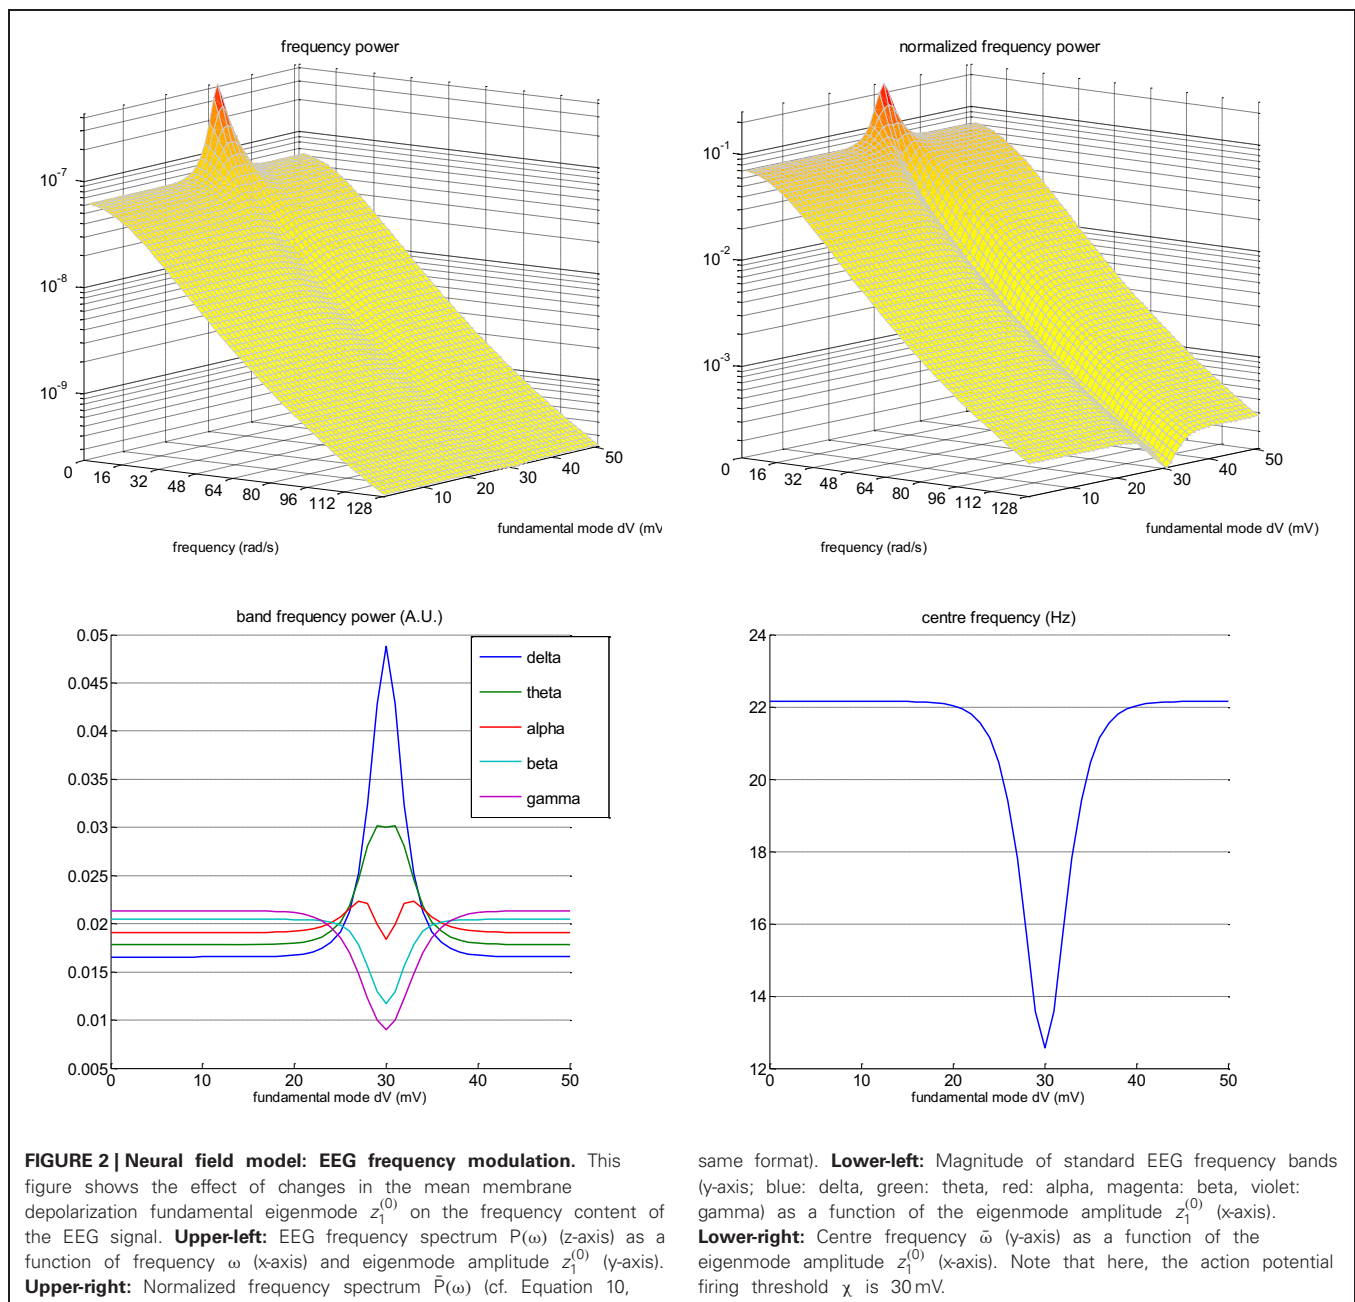 frequency power
10-7
10-8
10-9
0
16
32
48
64
80
96
112
128
10
20
30
40
50
fundamental mode dV (mV
frequency (rad/s)
normalized frequency power
10-1
10-2
10-3
0
16
32
48
64
80
96
112
128
10
20
30
40
50
fundamental mode dV (mV)
frequency (rad/s)
band frequency power (A.U.)
0.05
0.045
0.04
0.035
0.03
0.025
0.02
0.015
0.01
0.005
0
10
20
30
40
50
fundamental mode dV (mV)
delta
theta
alpha
beta
gamma
centre frequency (Hz)
24
22
20
18
16
14
12
0
10
20
30
40
50
fundamental mode dV (mV)
FIGURE 2 | Neural field model: EEG frequency modulation. This
figure shows the effect of changes in the mean membrane
depolarization fundamental eigenmode z₁⁽⁰⁾ on the frequency content of
the EEG signal. Upper-left: EEG frequency spectrum P(ω) (z-axis) as a
function of frequency ω (x-axis) and eigenmode amplitude z₁⁽⁰⁾ (y-axis).
Upper-right: Normalized frequency spectrum P̄(ω) (cf. Equation 10,
same format). Lower-left: Magnitude of standard EEG frequency bands
(y-axis; blue: delta, green: theta, red: alpha, magenta: beta, violet:
gamma) as a function of the eigenmode amplitude z₁⁽⁰⁾ (x-axis).
Lower-right: Centre frequency ω̄ (y-axis) as a function of the
eigenmode amplitude z₁⁽⁰⁾ (x-axis). Note that here, the action potential
firing threshold χ is 30 mV.